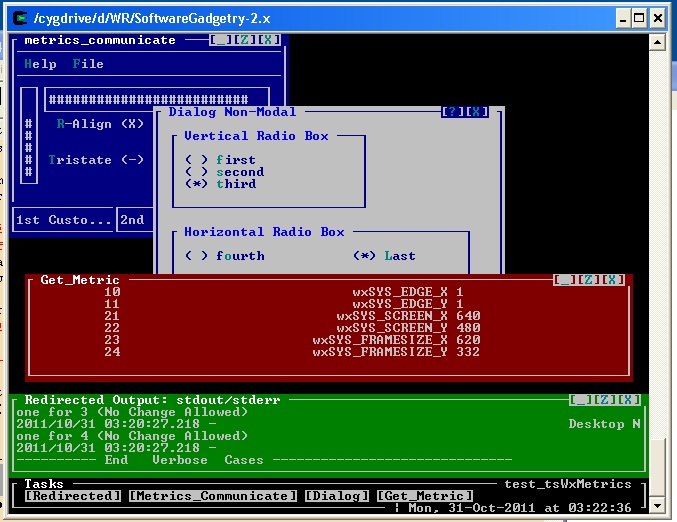 /cygdrive/d/WR/SoftwareGadgetry-2.x
metrics_communicate [_][Z][X]
Help File
#########################
R-Align (X)
#
#
#
#
#
Tristate (-)
1st Custo... 2nd
Dialog Non-Modal [?][X]
Vertical Radio Box
( ) first
( ) second
(*) third
Horizontal Radio Box
( ) fourth (*) Last
Get_Metric [_][Z][X]
10 wxSYS_EDGE_X 1
11 wxSYS_EDGE_Y 1
21 wxSYS_SCREEN_X 640
22 wxSYS_SCREEN_Y 480
23 wxSYS_FRAMESIZE_X 620
24 wxSYS_FRAMESIZE_Y 332
Redirected Output: stdout/stderr [_][Z][X]
one for 3 (No Change Allowed)
2011/10/31 03:20:27.218 - Desktop N
one for 4 (No Change Allowed)
2011/10/31 03:20:27.218 -
---------- End Verbose Cases -----------------------
Tasks test_tsWxMetrics
[Redirected] [Metrics_Communicate] [Dialog] [Get_Metric]
| Mon, 31-Oct-2011 at 03:22:36